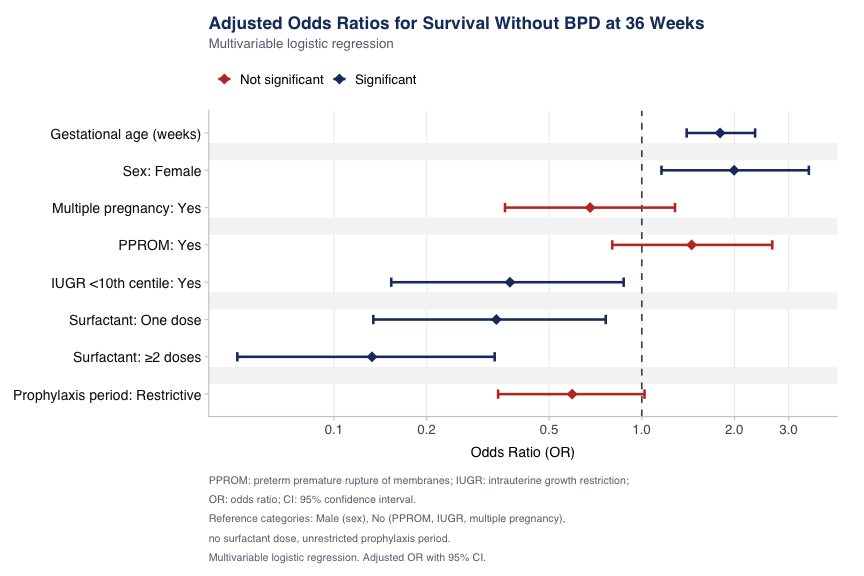 Adjusted Odds Ratios for Survival Without BPD at 36 Weeks
Multivariable logistic regression
Not significant Significant
Gestational age (weeks)
Sex: Female
Multiple pregnancy: Yes
PPROM: Yes
IUGR <10th centile: Yes
Surfactant: One dose
Surfactant: ≥2 doses
Prophylaxis period: Restrictive
0.1 0.2 0.5 1.0 2.0 3.0
Odds Ratio (OR)
PPROM: preterm premature rupture of membranes; IUGR: intrauterine growth restriction;
OR: odds ratio; CI: 95% confidence interval.
Reference categories: Male (sex), No (PPROM, IUGR, multiple pregnancy),
no surfactant dose, unrestricted prophylaxis period.
Multivariable logistic regression. Adjusted OR with 95% CI.